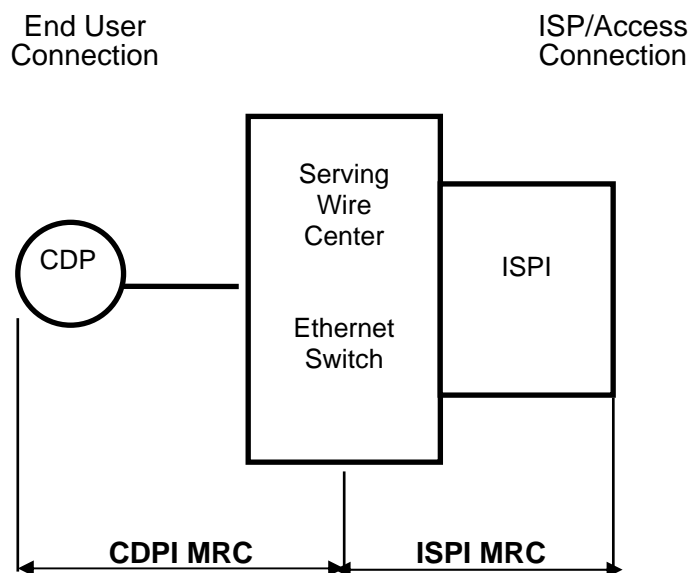 End User
Connection
ISP/Access
Connection
Serving
Wire
Center
CDP
ISPI
Ethernet
Switch
CDPI MRC
ISPI MRC